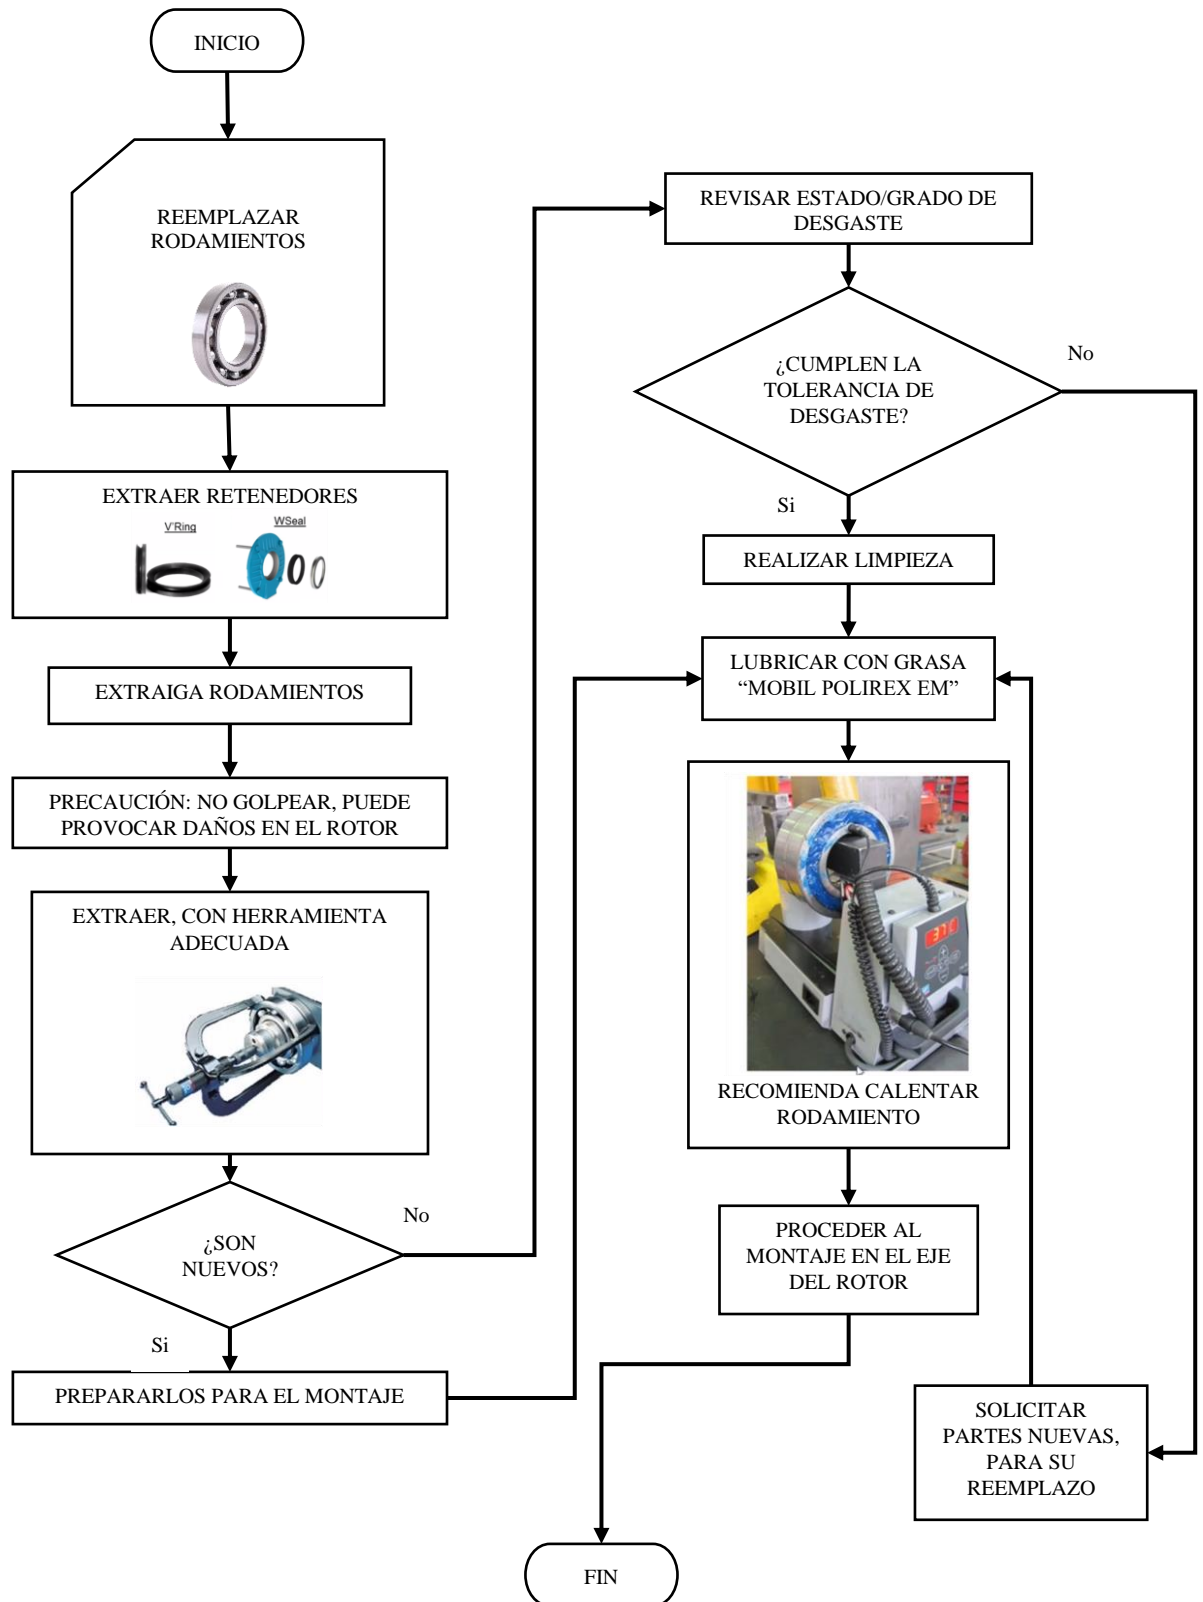 INICIO
REEMPLAZAR
RODAMIENTOS
EXTRAER RETENEDORES
V'Ring
WSeal
EXTRAIGA RODAMIENTOS
PRECAUCIÓN: NO GOLPEAR, PUEDE
PROVOCAR DAÑOS EN EL ROTOR
EXTRAER, CON HERRAMIENTA
ADECUADA
¿SON
NUEVOS?
No
Si
PREPARARLOS PARA EL MONTAJE
REVISAR ESTADO/GRADO DE
DESGASTE
¿CUMPLEN LA
TOLERANCIA DE
DESGASTE?
No
Si
REALIZAR LIMPIEZA
LUBRICAR CON GRASA
“MOBIL POLIREX EM”
RECOMIENDA CALENTAR
RODAMIENTO
PROCEDER AL
MONTAJE EN EL EJE
DEL ROTOR
SOLICITAR
PARTES NUEVAS,
PARA SU
REEMPLAZO
FIN